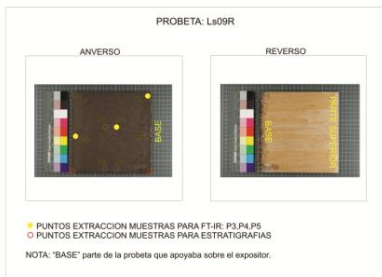 PROBETA: Ls09R
ANVERSO
REVERSO
BASE
BASE
PARTE SUPERIOR
PUNTOS EXTRACCION MUESTRAS PARA FT-IR: P3,P4,P5
PUNTOS EXTRACCION MUESTRAS PARA ESTRATIGRAFIAS
NOTA: "BASE" parte de la probeta que apoyaba sobre el expositor.